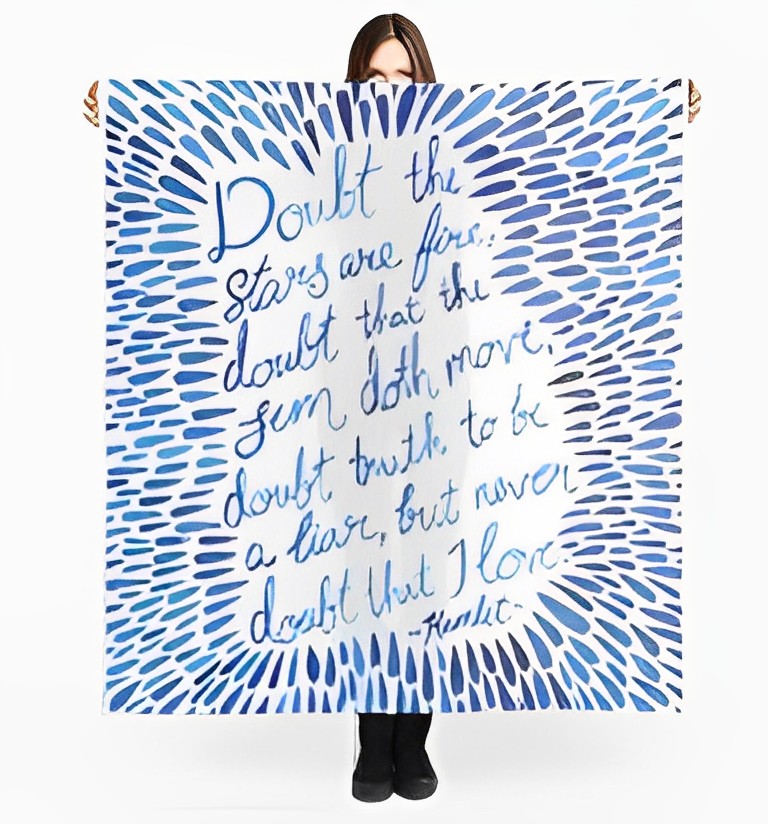 Doubt the
stars are fire,
doubt that the
sun doth move,
doubt truth to be
a liar, but never
doubt that I love
-Hamlet-